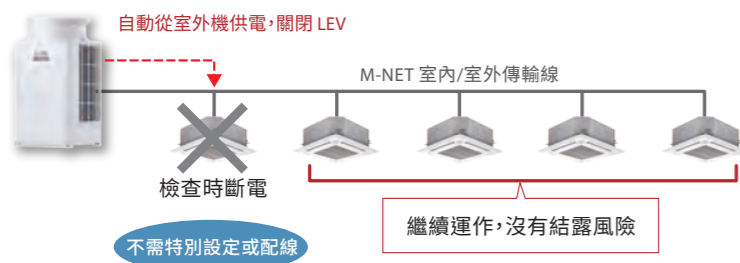 自動從室外機供電，關閉 LEV
M-NET 室內/室外傳輸線
檢查時斷電
繼續運作，沒有結露風險
不需特別設定或配線